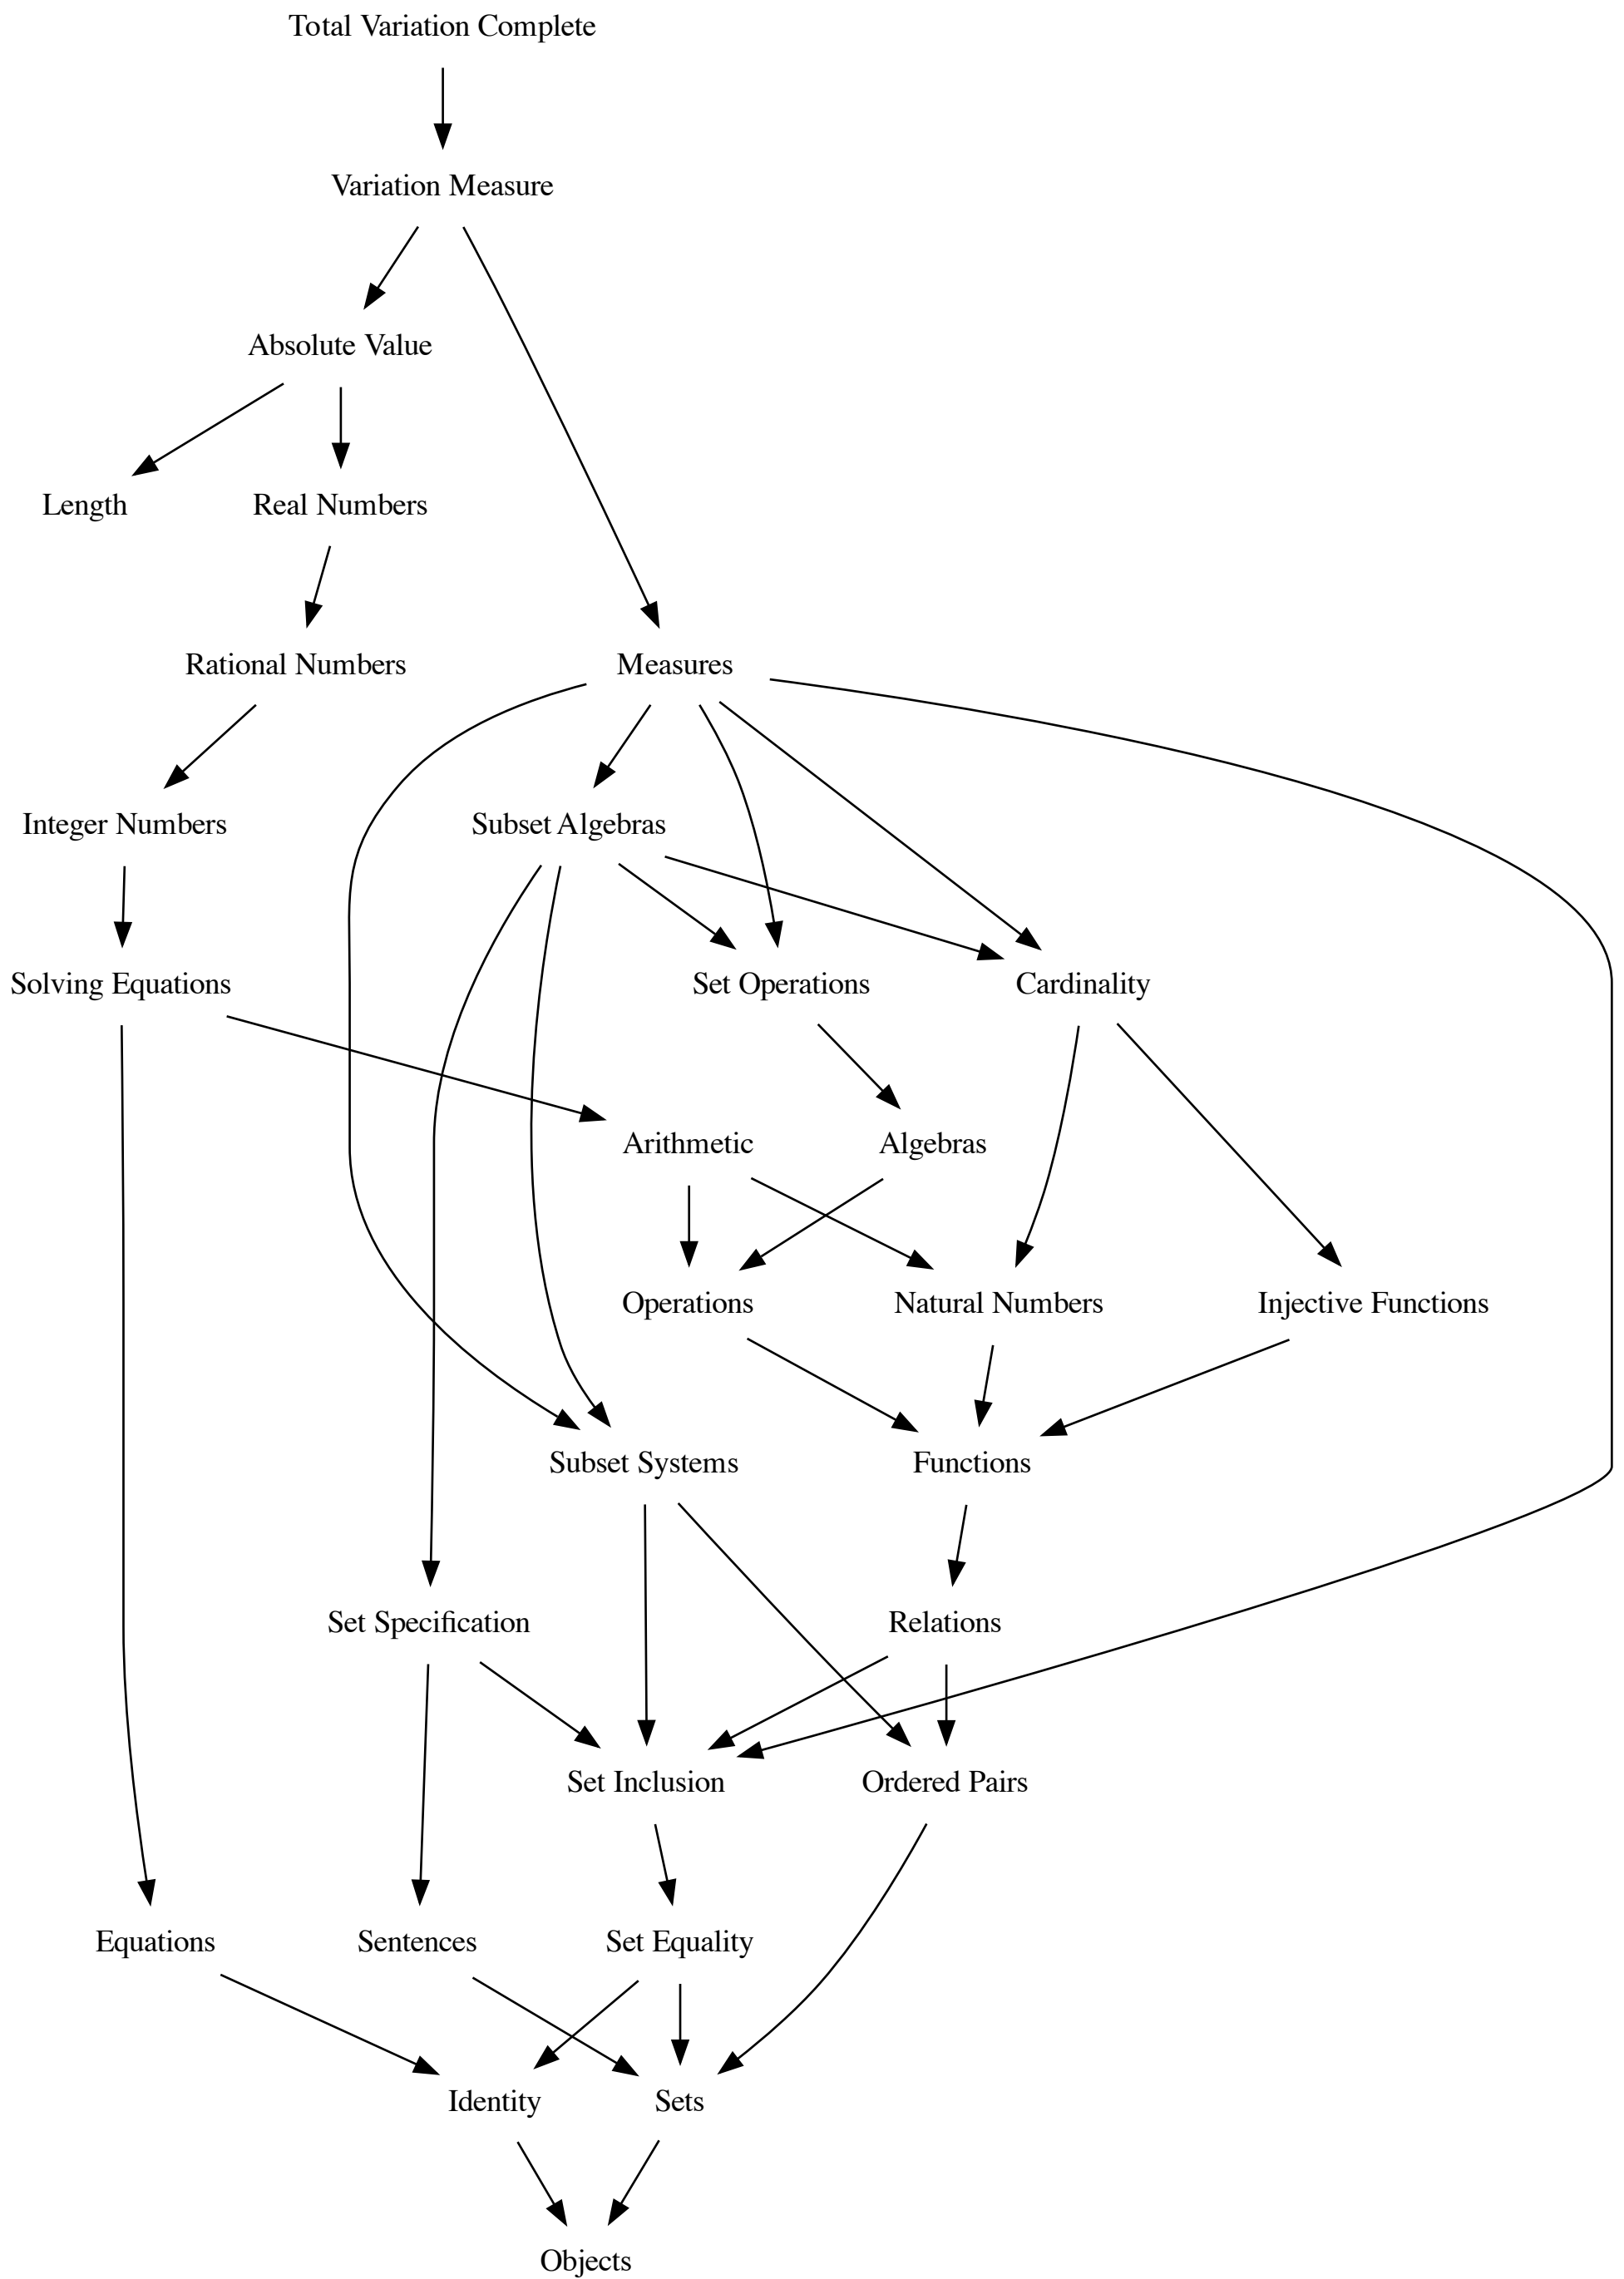 Total Variation Complete
Variation Measure
Absolute Value
Length
Real Numbers
Rational Numbers
Measures
Integer Numbers
Subset Algebras
Solving Equations
Set Operations
Cardinality
Arithmetic
Algebras
Operations
Natural Numbers
Injective Functions
Subset Systems
Functions
Set Specification
Relations
Set Inclusion
Ordered Pairs
Equations
Sentences
Set Equality
Identity
Sets
Objects